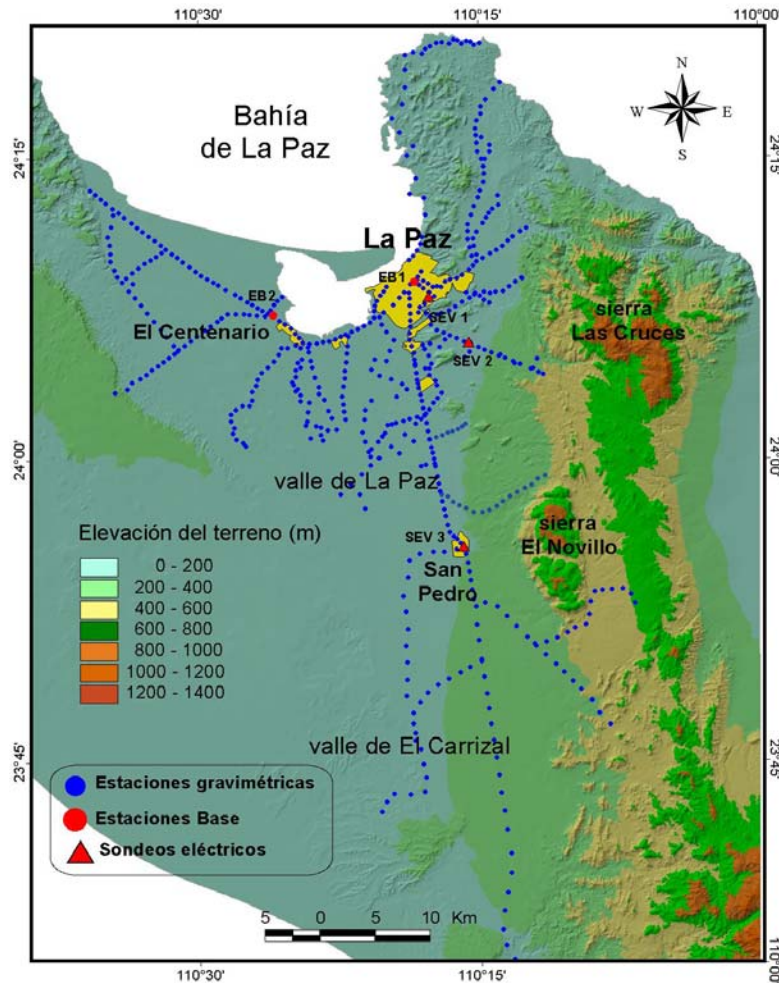 110°30'
110°15'
110°00'
N
W E
S
Bahía
de La Paz
24°15'
24°15'
La Paz
EB1
EB2
SEV 1
El Centenario
sierra
Las Cruces
SEV 2
24°00'
24°00'
valle de La Paz
Elevación del terreno (m)
0 - 200
200 - 400
400 - 600
600 - 800
800 - 1000
1000 - 1200
1200 - 1400
SEV 3
San
Pedro
sierra
El Novillo
valle de El Carrizal
23°45'
23°45'
Estaciones gravimétricas
Estaciones Base
Sondeos eléctricos
5 0 5 10 Km
110°30'
110°15'
110°00